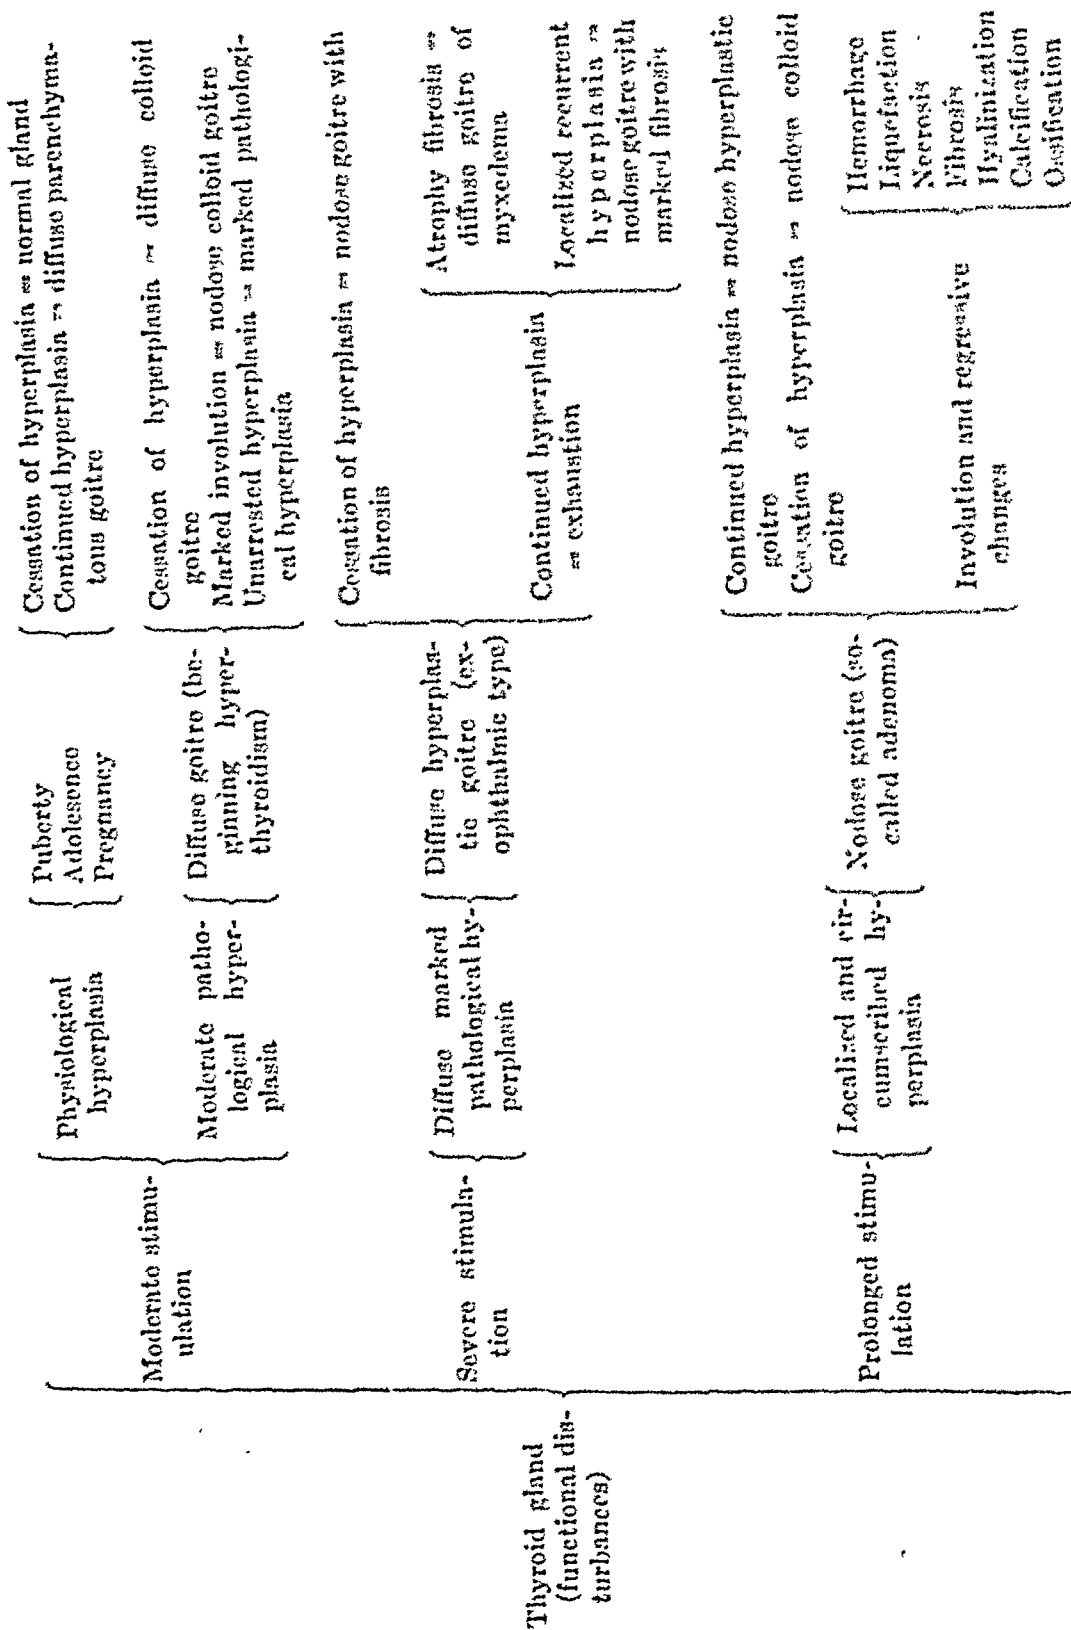 Thyroid gland
(functional dis-
turbances)
Moderate stim-
ulation
Physiological
hyperplasia
Puberty
Adolesence
Pregnancy
Cessation of hyperplasia = normal gland
Continued hyperplasia = diffuse parenchyma-
tous goitre
Moderate patho-
logical hyper-
plasia
Diffuse goitre (be-
ginning hyper-
thyroidism)
Cessation of hyperplasia = diffuse colloid
goitre
Marked involution = nodose colloid goitre
Unarrested hyperplasia = marked pathologi-
cal hyperplasia
Severe stimula-
tion
Diffuse marked
pathological hy-
perplasia
Diffuse hyperplas-
tic goitre (ex-
ophthalmic type)
Cessation of hyperplasia = nodose goitre with
fibrosis
Continued hyperplasia
= exhaustion
Atrophy fibrosis =
diffuse goitre of
myxedema
Localized recurrent
hyperplasia =
nodose goitre with
marked fibrosis
Prolonged stimu-
lation
Localized and cir-
cumscribed hy-
perplasia
Nodose goitre (so-
called adenoma)
Continued hyperplasia = nodose hyperplastic
goitre
Cessation of hyperplasia = nodose colloid
goitre
Involution and regressive
changes
Hemorrhage
Liquefaction
Necrosis
Fibrosis
Hyalinization
Calcification
Ossification